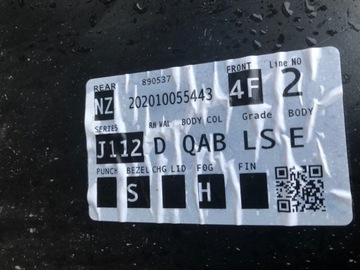 REAR 890537 FRONT Line NO
NZ 202010055443 4F 2
SERIES RH WAL BODY COL Grade BODY
J112 D QAB LS E
PUNCH BEZEL CHG LID FOG FIN
S H